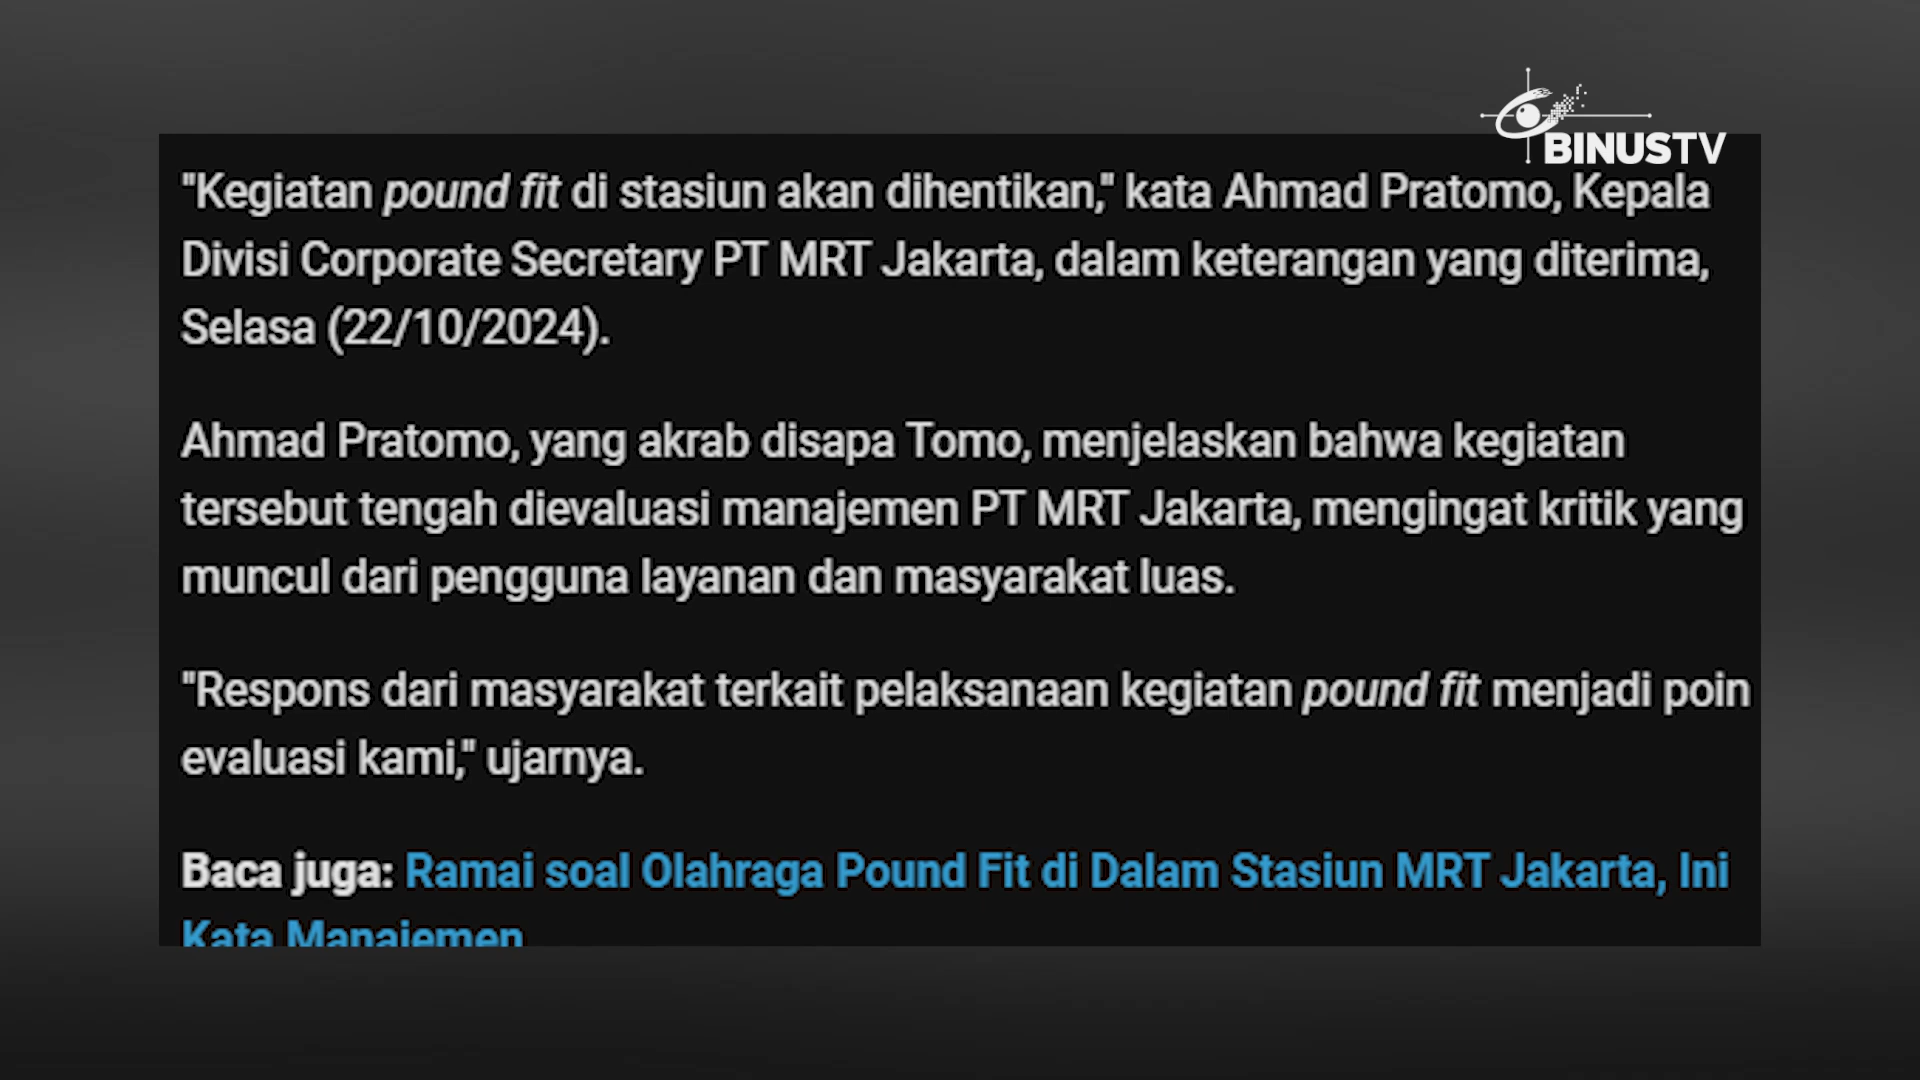 BINUSTV
"Kegiatan pound fit di stasiun akan dihentikan," kata Ahmad Pratomo, Kepala
Divisi Corporate Secretary PT MRT Jakarta, dalam keterangan yang diterima,
Selasa (22/10/2024).
Ahmad Pratomo, yang akrab disapa Tomo, menjelaskan bahwa kegiatan
tersebut tengah dievaluasi manajemen PT MRT Jakarta, mengingat kritik yang
muncul dari pengguna layanan dan masyarakat luas.
"Respons dari masyarakat terkait pelaksanaan kegiatan pound fit menjadi poin
evaluasi kami," ujarnya.
Baca juga: Ramai soal Olahraga Pound Fit di Dalam Stasiun MRT Jakarta, Ini
Kata Manajemen